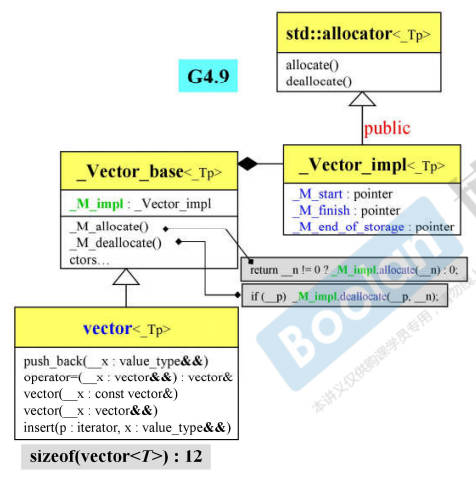 std::allocator<_Tp>
allocate()
deallocate()
G4.9
public
_Vector_base<_Tp>
_M_impl : _Vector_impl
_M_allocate()
_M_deallocate()
ctors...
_Vector_impl<_Tp>
_M_start : pointer
_M_finish : pointer
_M_end_of_storage : pointer
return __n != 0 ? _M_impl.allocate(__n) : 0;
if (__p) _M_impl.deallocate(__p, __n);
vector<_Tp>
push_back(__x : value_type&&)
operator=(__x : vector&&) : vector&
vector(__x : const vector&)
vector(__x : vector&&)
insert(p : iterator, x : value_type&&)
sizeof(vector<T>) : 12
Boolan
本讲义仅供购课学员专用